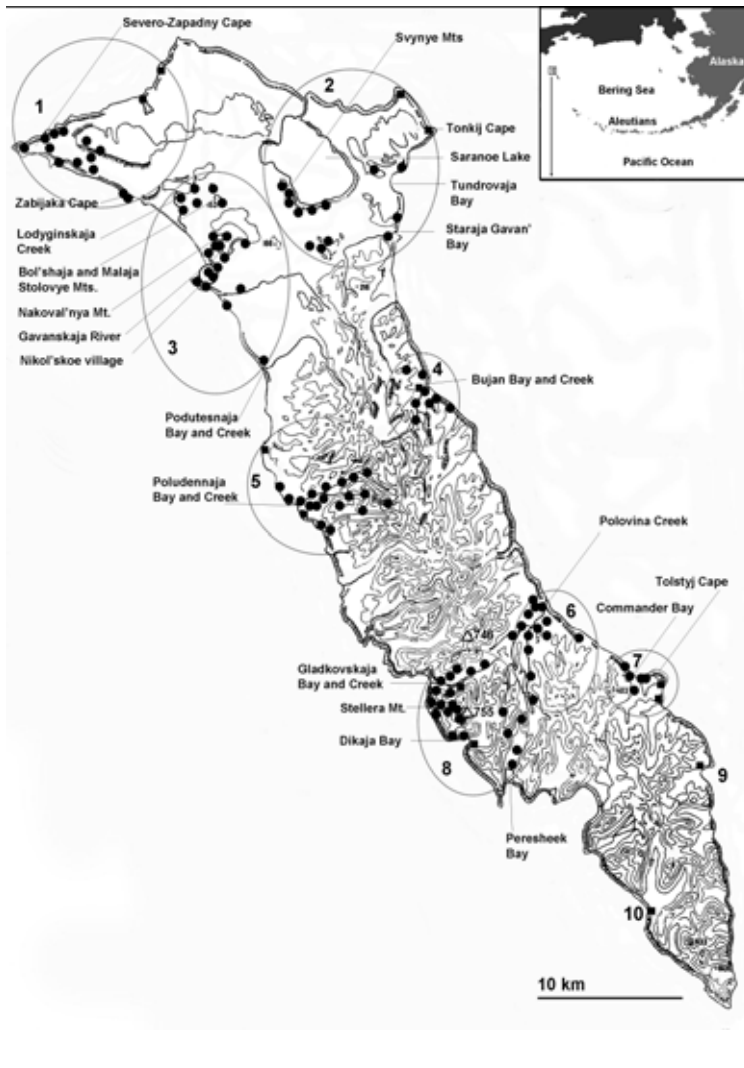 Severo-Zapadny Cape
Svynye Mts
Alaska
Bering Sea
Aleutians
Pacific Ocean
1
2
Tonkij Cape
Saranoe Lake
Tundrovaja
Bay
Zabijaka Cape
Lodyginskaja
Creek
Staraja Gavan'
Bay
Bol'shaja and Malaja
Stolovye Mts.
Nakoval'nya Mt.
Gavanskaja River
Nikol'skoe village
3
4
Bujan Bay and Creek
Podutesnaja
Bay and Creek
5
Poludennaja
Bay and Creek
Polovina Creek
Tolstyj Cape
Commander Bay
6
746
7
Gladkovskaja
Bay and Creek
Stellera Mt.
755
Dikaja Bay
8
9
Peresheek
Bay
10
10 km